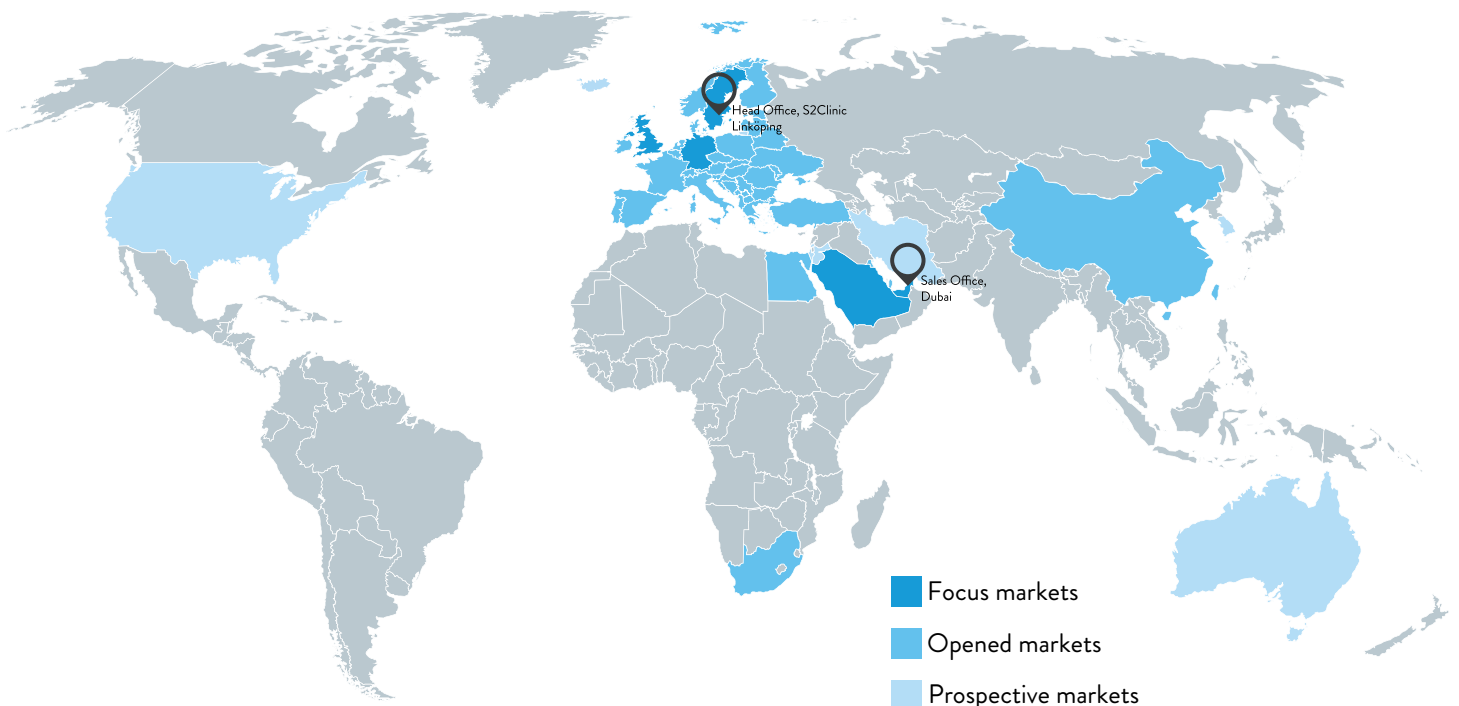 Head Office, S2Clinic
Linköping
Sales Office,
Dubai
Focus markets
Opened markets
Prospective markets